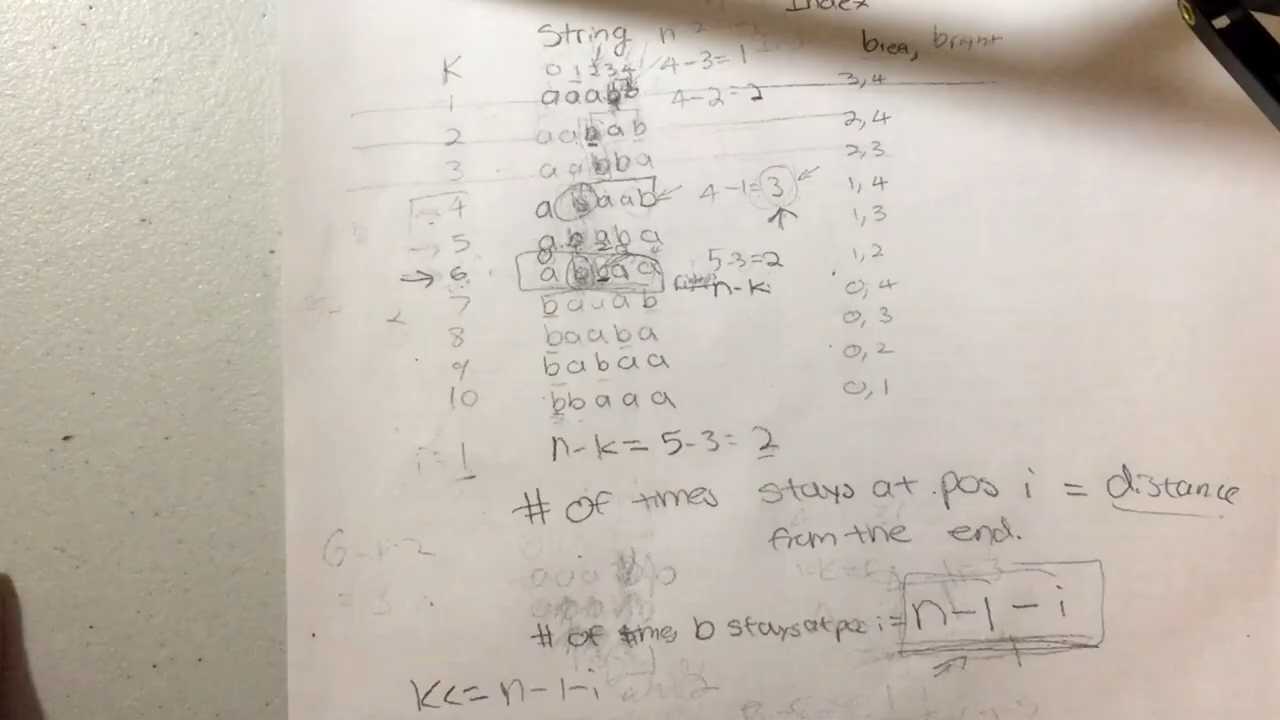 Index
String n
K bleft, bright
0 1 2 3 4 4-3=1
1 aaabb 4-2=2 3,4
2 aabab 2,4
3 aabba 2,3
4 abaab 4-1=3 1,4
5 ababa 1,3
→ 6 abbaa 5-3=2 1,2
n-k
7 baaab 0,4
8 baaba 0,3
9 babaa 0,2
10 bbaaa 0,1
i=1 n-k=5-3=2
# of times stays at pos i = distance
from the end.
# of time b stays at pos i = n-1-i
K<=n-1-i